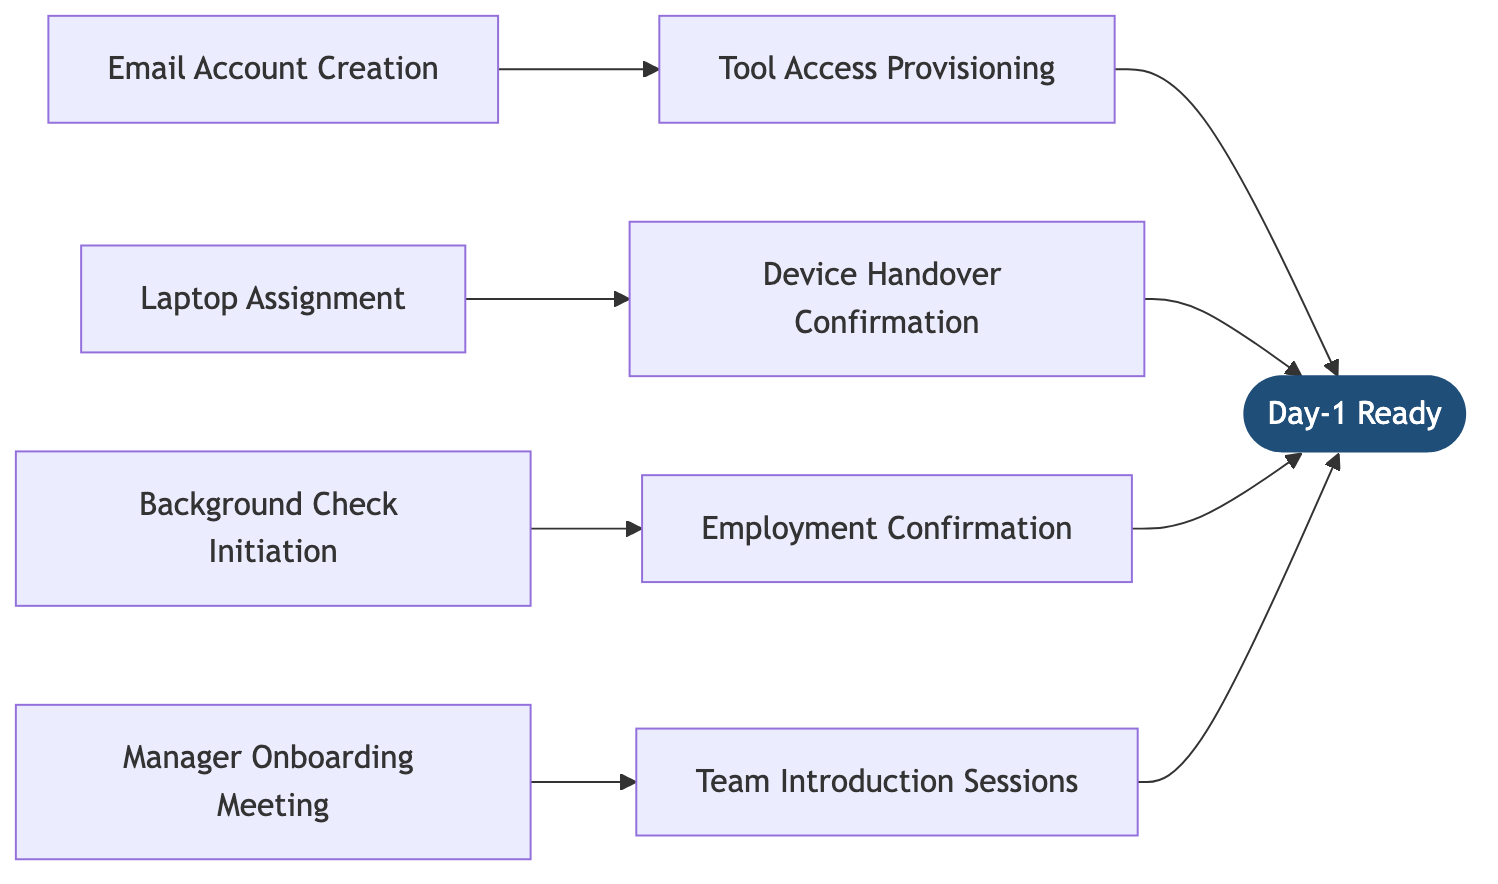 Email Account Creation
Tool Access Provisioning
Laptop Assignment
Device Handover
Confirmation
Day-1 Ready
Background Check
Initiation
Employment Confirmation
Manager Onboarding
Meeting
Team Introduction Sessions